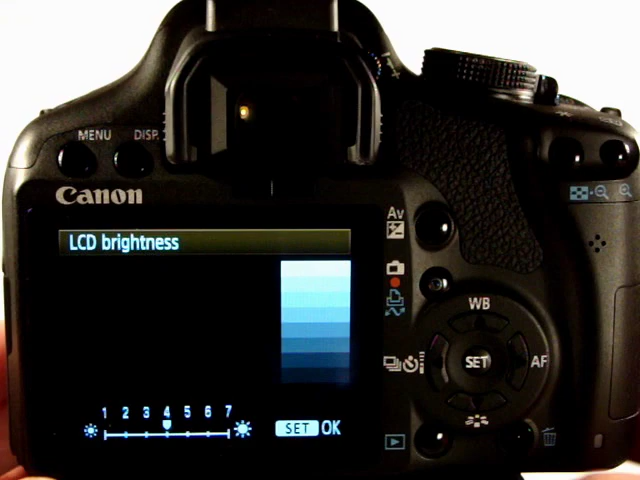 MENU DISP.
Canon
Av
LCD brightness
WB
SET
AF
1 2 3 4 5 6 7
SET OK